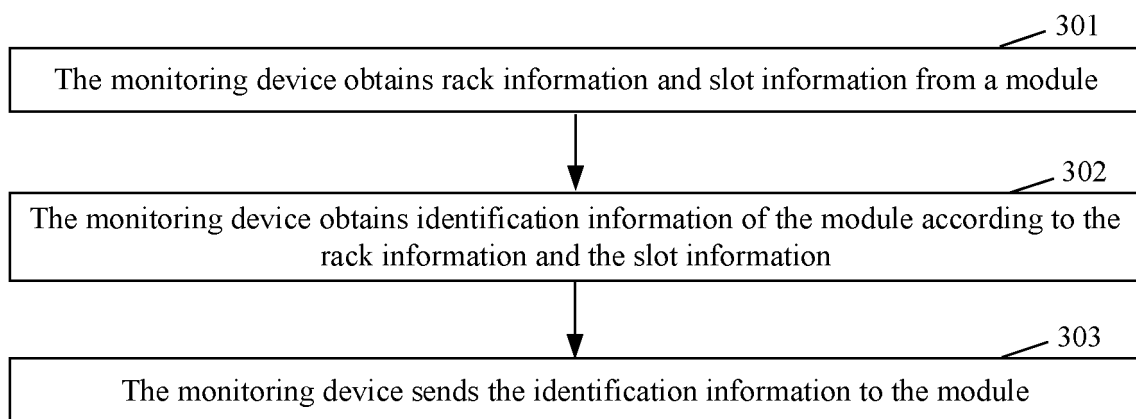 301
The monitoring device obtains rack information and slot information from a module
302
The monitoring device obtains identification information of the module according to the
rack information and the slot information
303
The monitoring device sends the identification information to the module